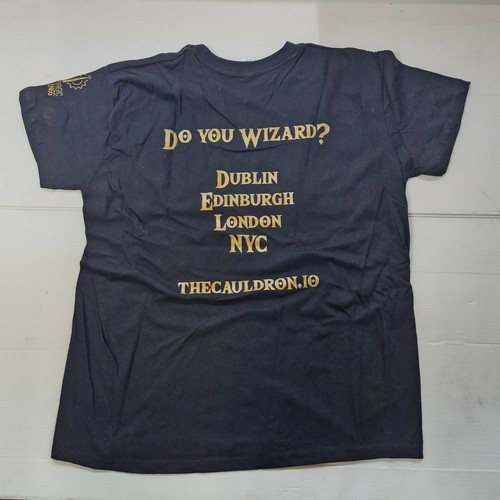 Do you Wizard?
Dublin
Edinburgh
London
NYC
thecauldron.io